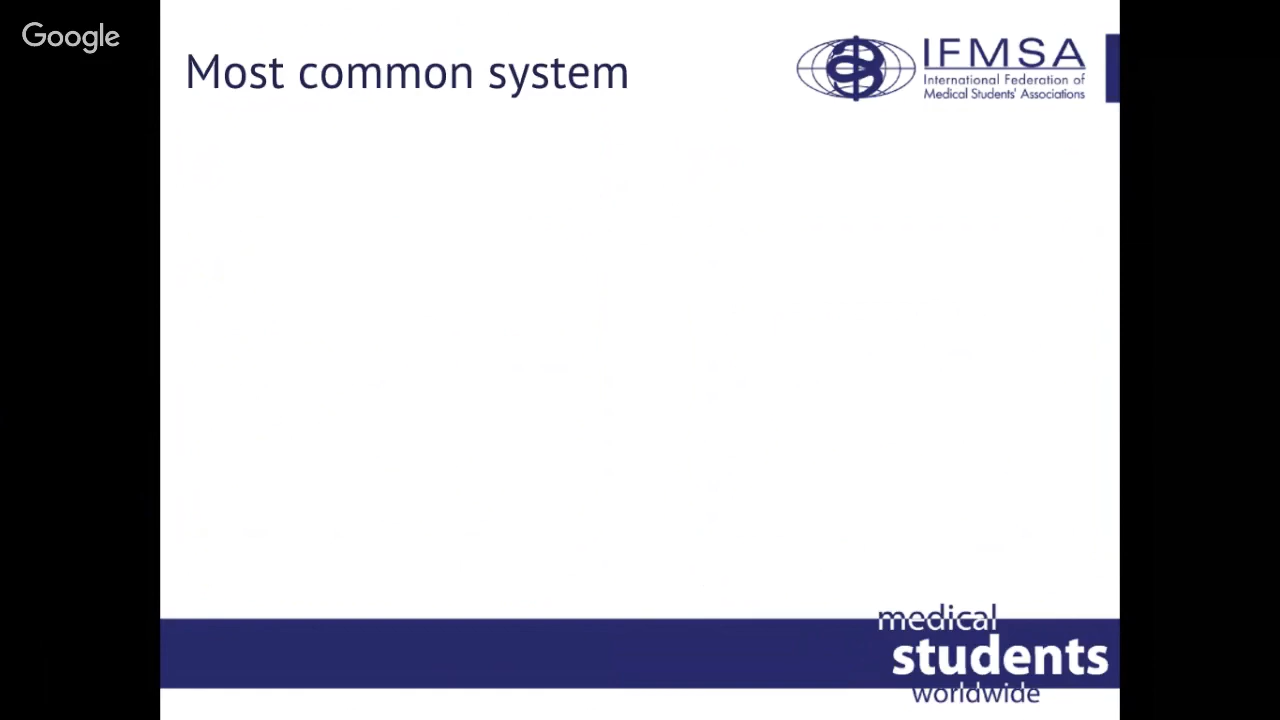 Google
Most common system
IFMSA
International Federation of
Medical Students' Associations
medical
students
worldwide